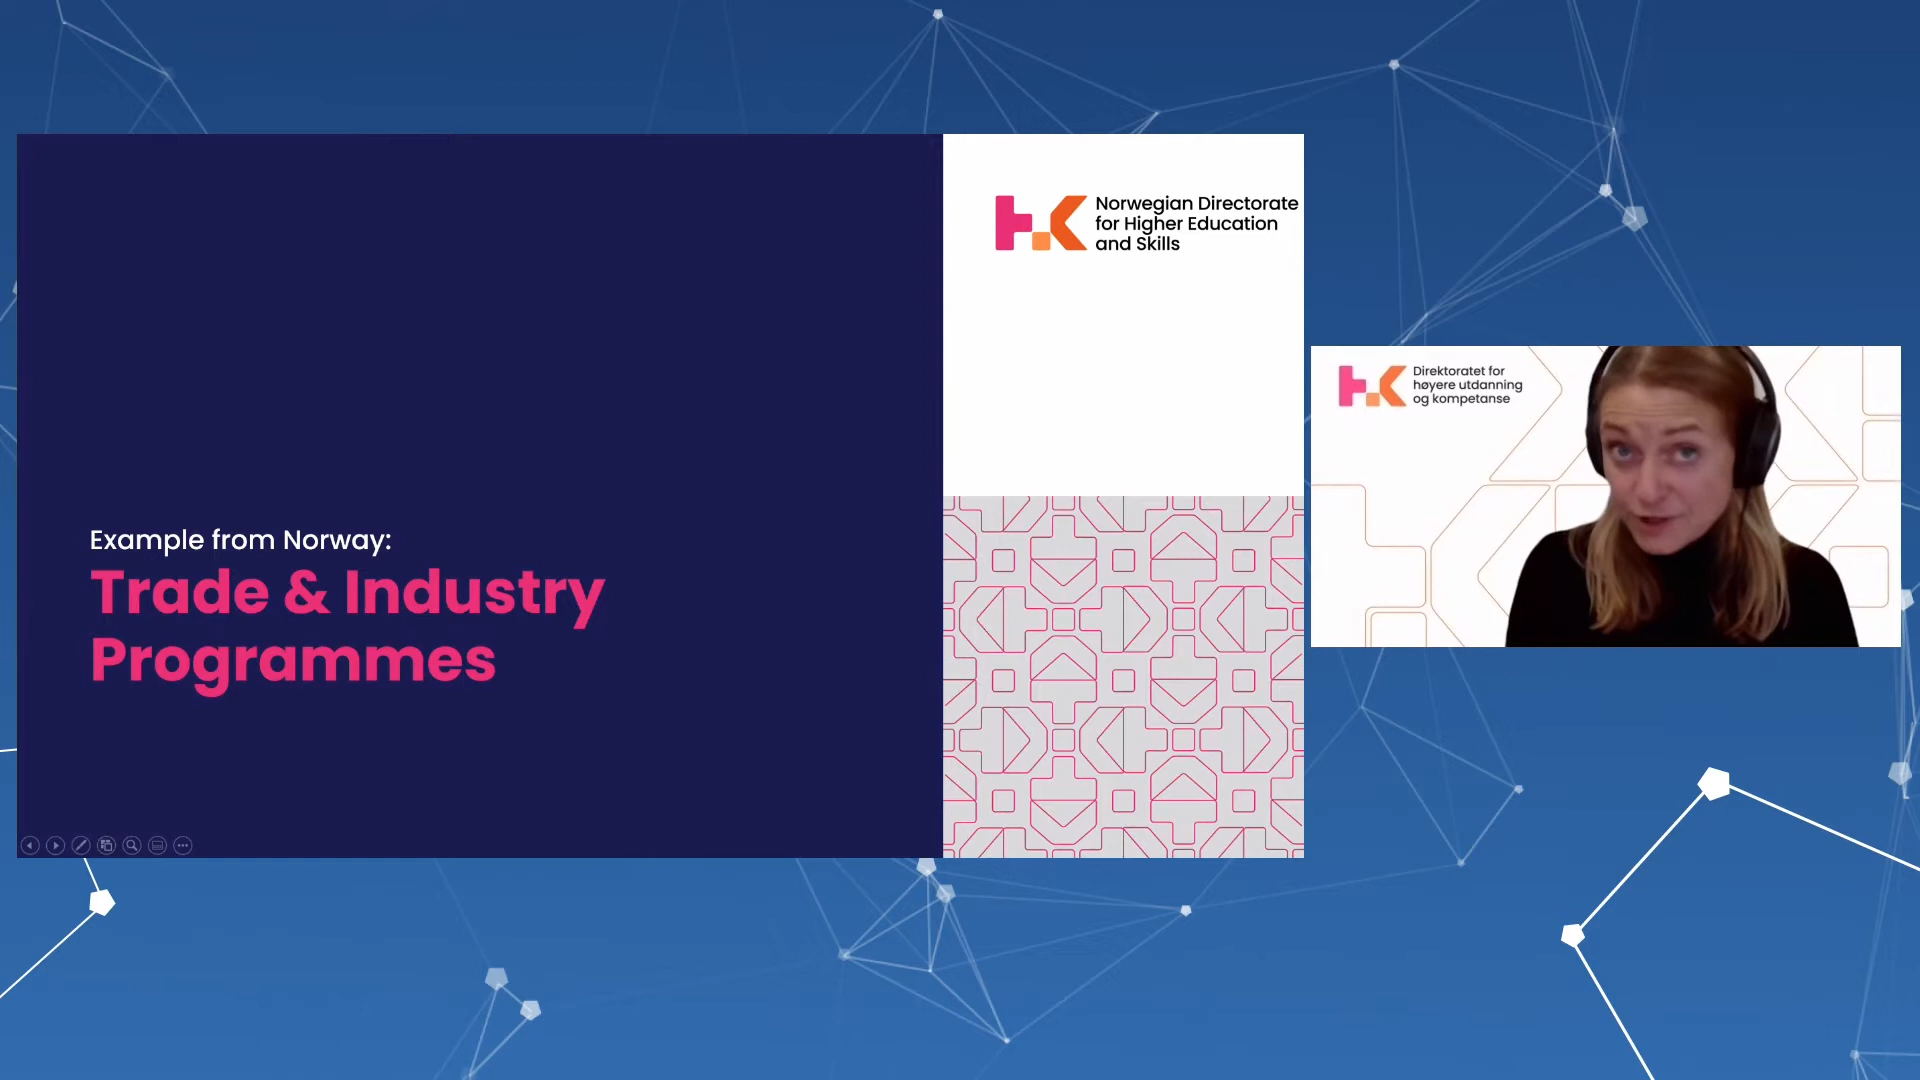 Norwegian Directorate
for Higher Education
and Skills
Example from Norway:
Trade & Industry
Programmes
Direktoratet for
høyere utdanning
og kompetanse